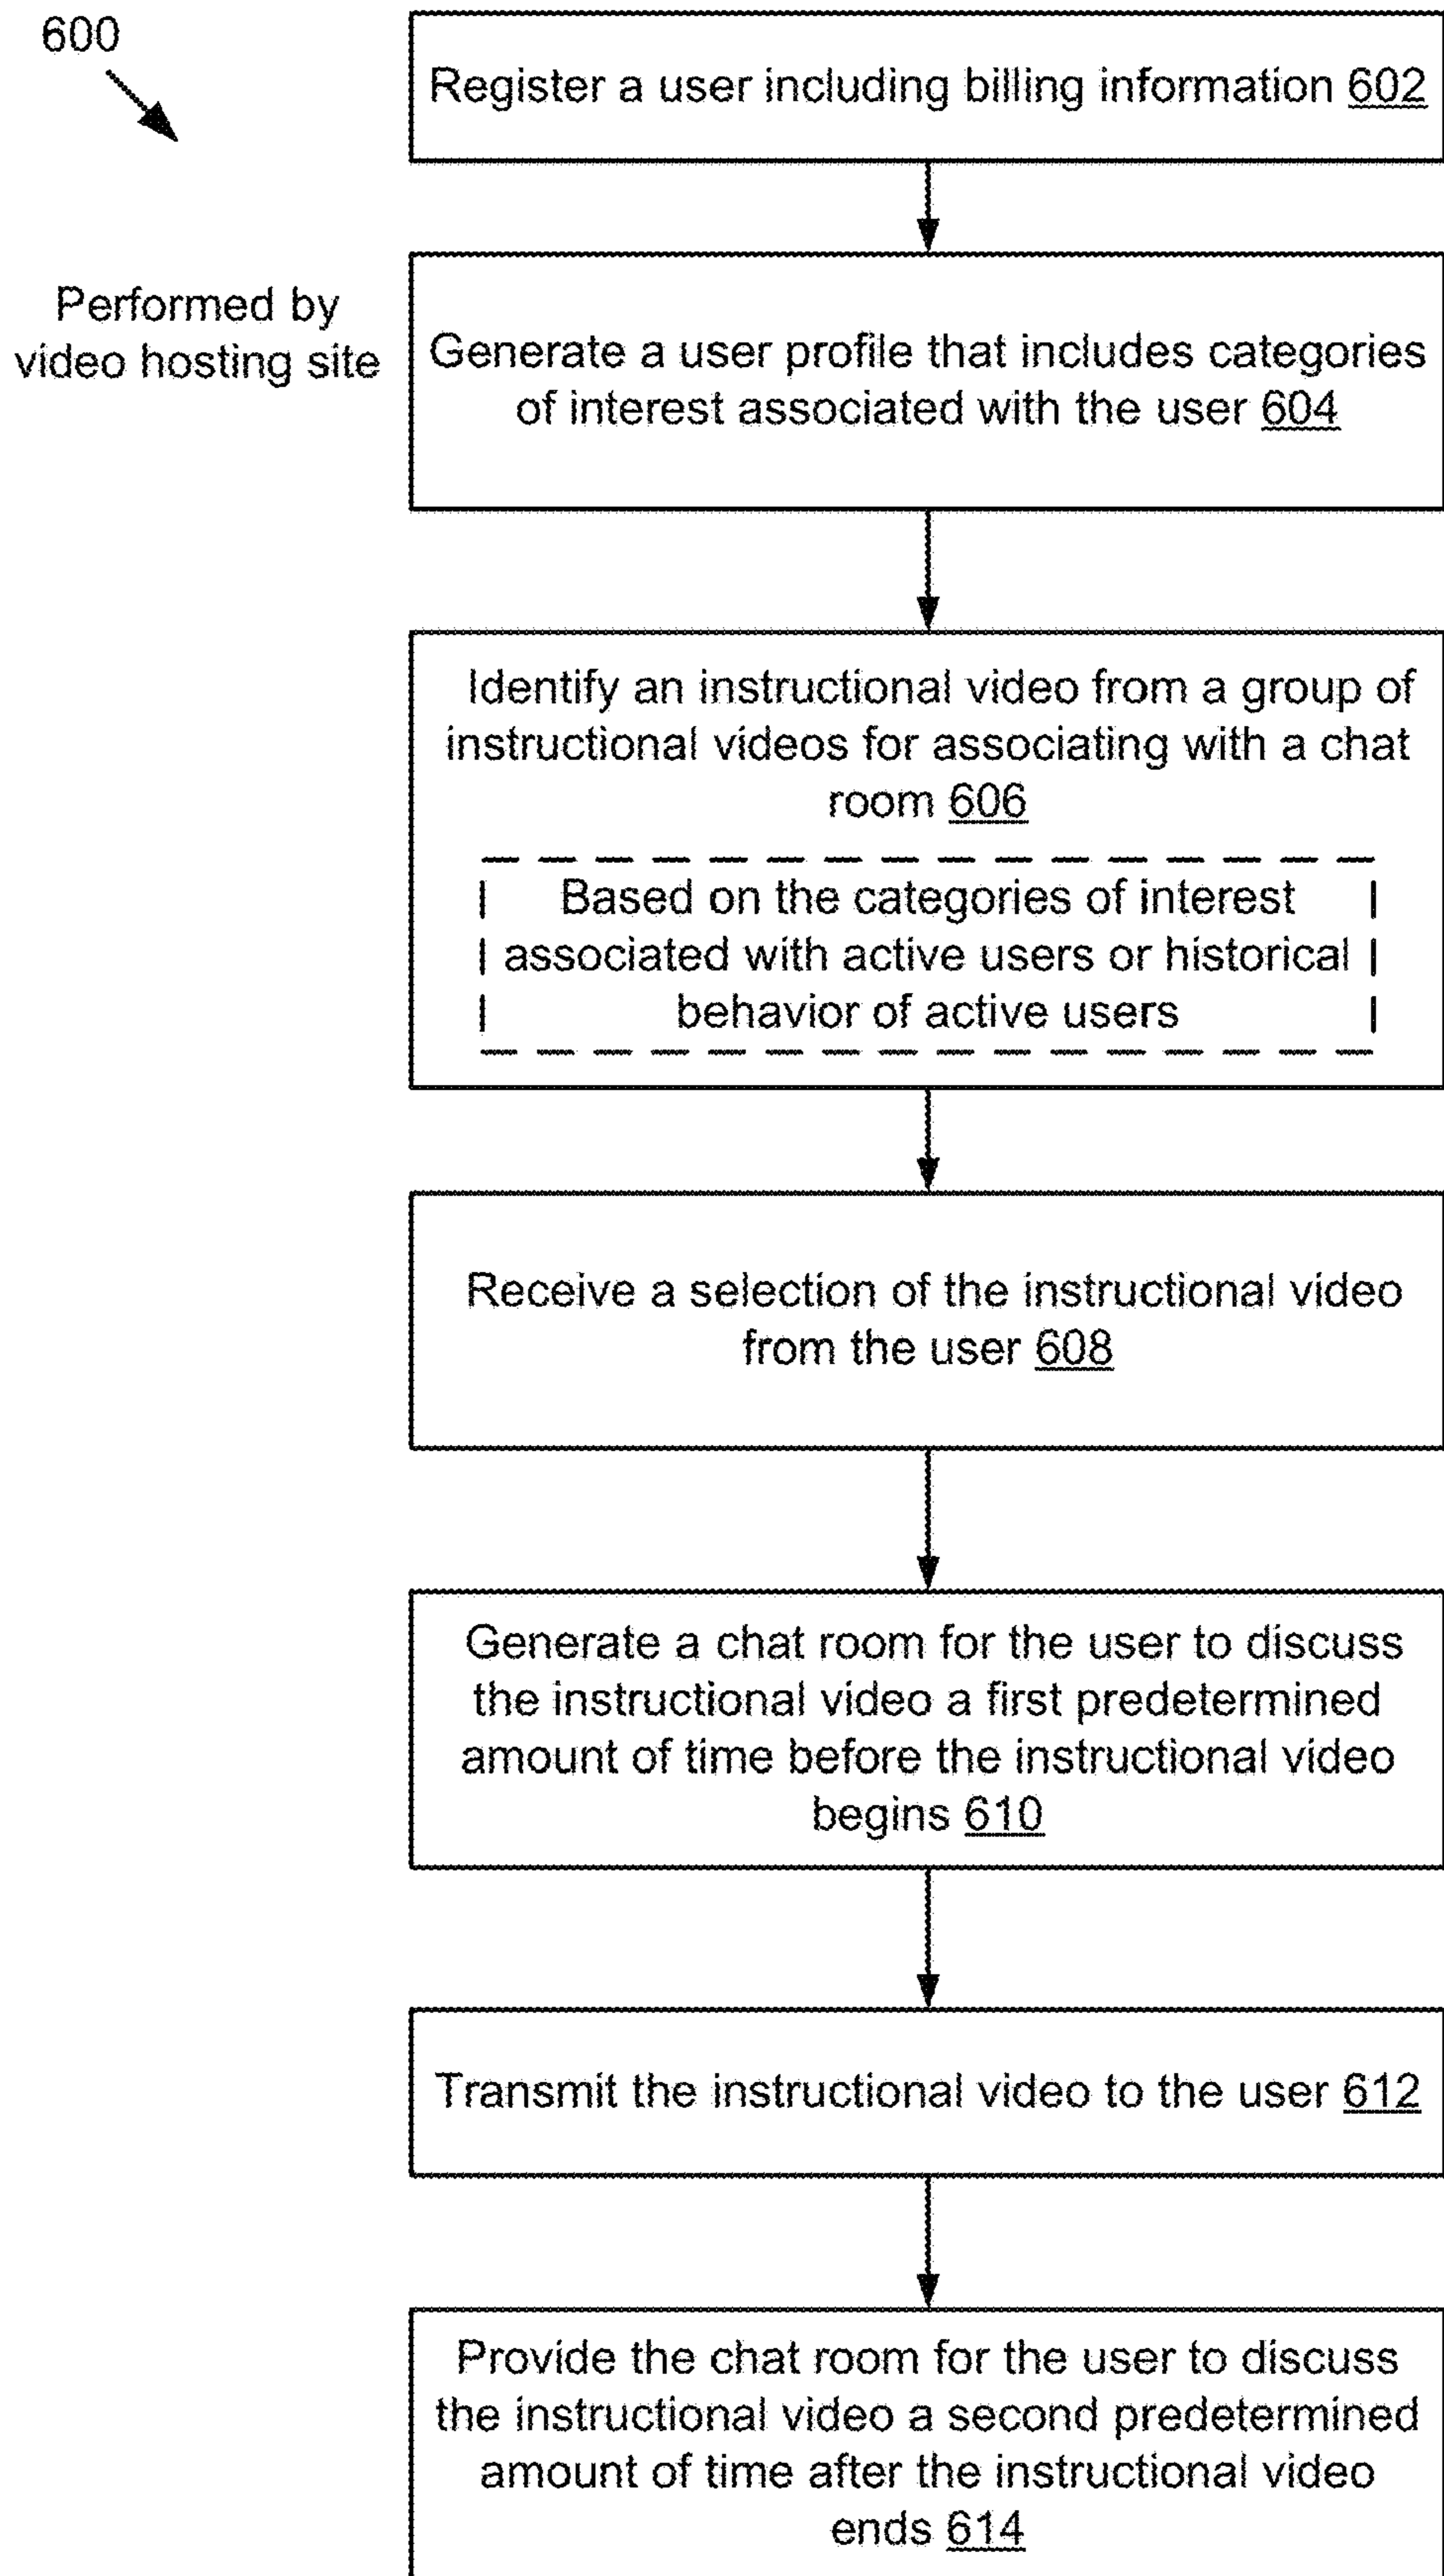 600
Register a user including billing information 602
Performed by
video hosting site
Generate a user profile that includes categories
of interest associated with the user 604
Identify an instructional video from a group of
instructional videos for associating with a chat
room 606
Based on the categories of interest
associated with active users or historical
behavior of active users
Receive a selection of the instructional video
from the user 608
Generate a chat room for the user to discuss
the instructional video a first predetermined
amount of time before the instructional video
begins 610
Transmit the instructional video to the user 612
Provide the chat room for the user to discuss
the instructional video a second predetermined
amount of time after the instructional video
ends 614